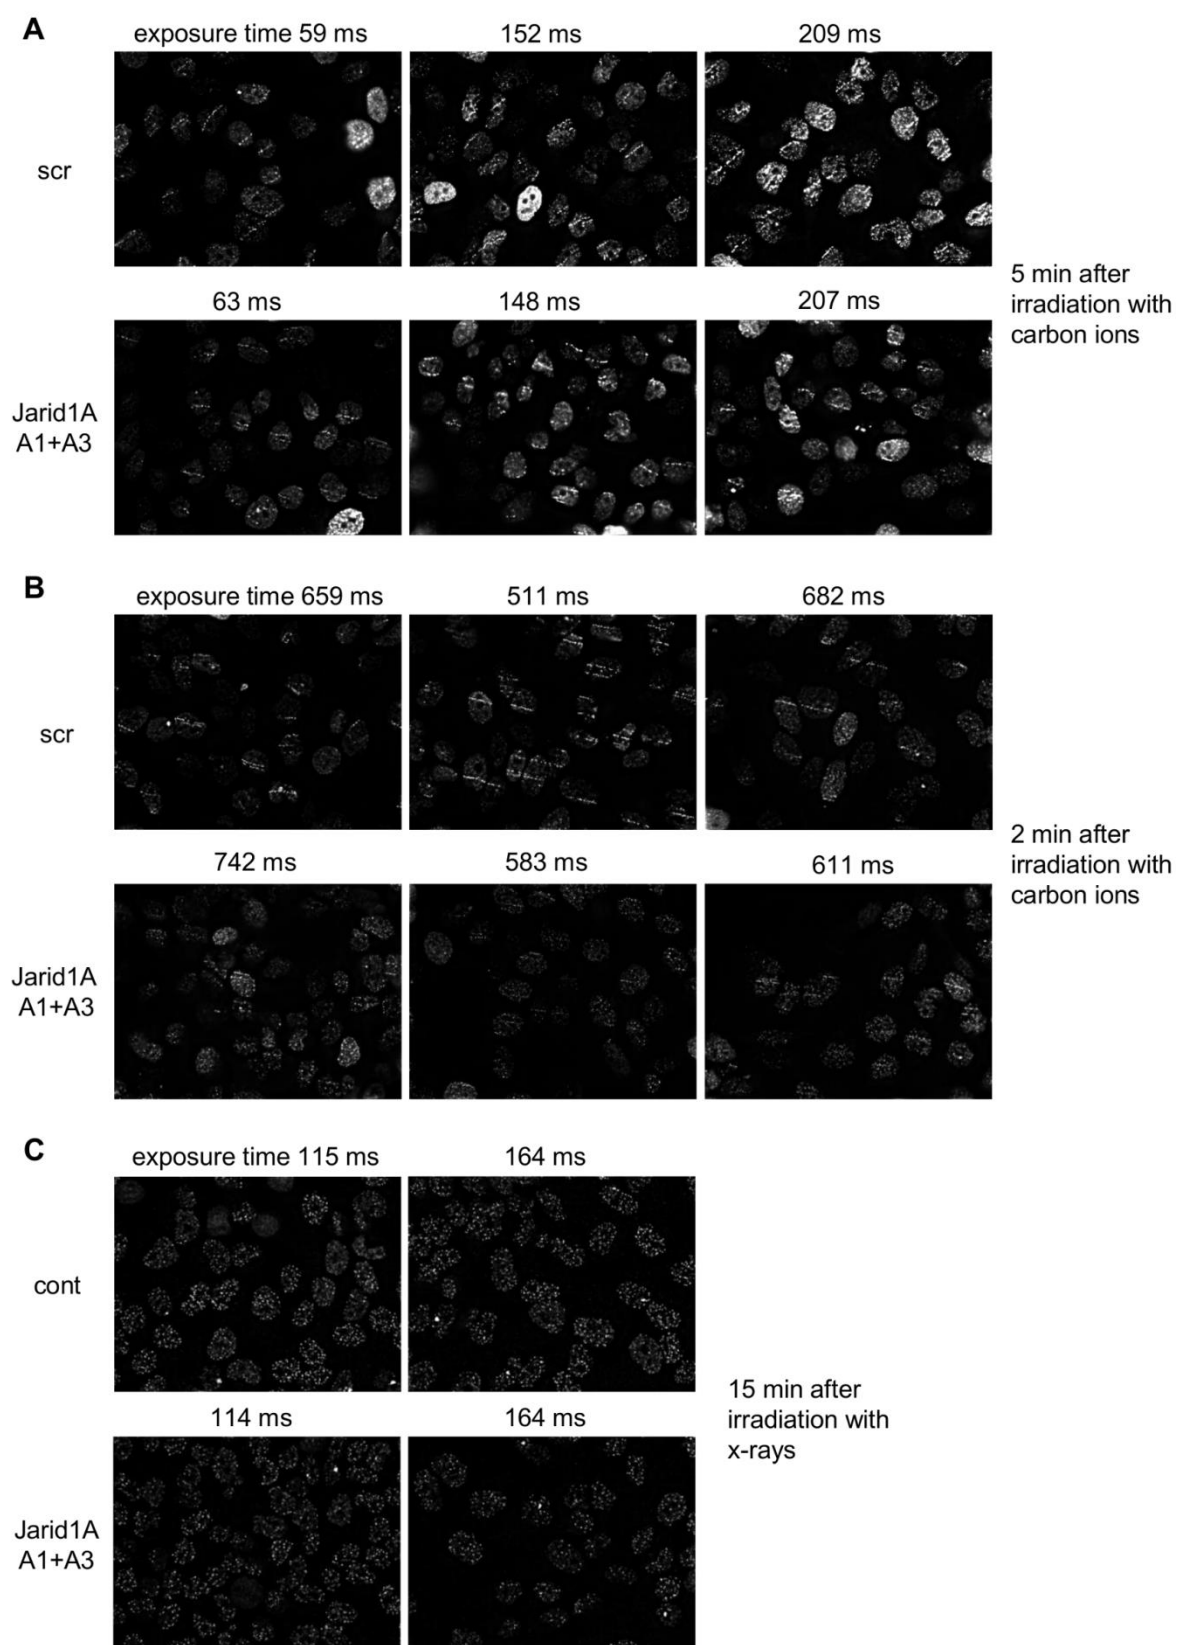 A
exposure time 59 ms
152 ms
209 ms
scr
63 ms
148 ms
207 ms
5 min after
irradiation with
carbon ions
Jarid1A
A1+A3
B
exposure time 659 ms
511 ms
682 ms
scr
742 ms
583 ms
611 ms
2 min after
irradiation with
carbon ions
Jarid1A
A1+A3
C
exposure time 115 ms
164 ms
cont
114 ms
164 ms
15 min after
irradiation with
x-rays
Jarid1A
A1+A3